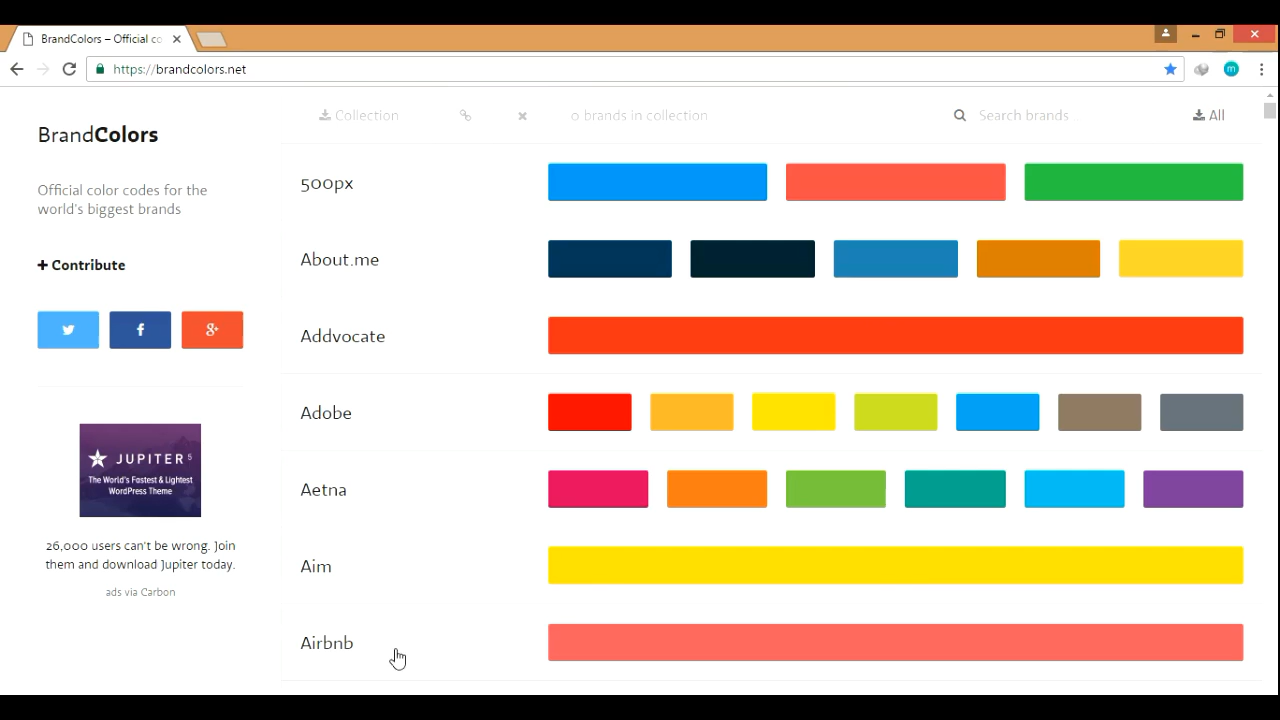 BrandColors – Official co
https://brandcolors.net
m
BrandColors
Official color codes for the
world's biggest brands
Contribute
g+
JUPITER 5
The World's Fastest & Lightest
WordPress Theme
26,000 users can't be wrong. Join
them and download Jupiter today.
ads via Carbon
Collection
0 brands in collection
Search brands
All
500px
About.me
Addvocate
Adobe
Aetna
Aim
Airbnb